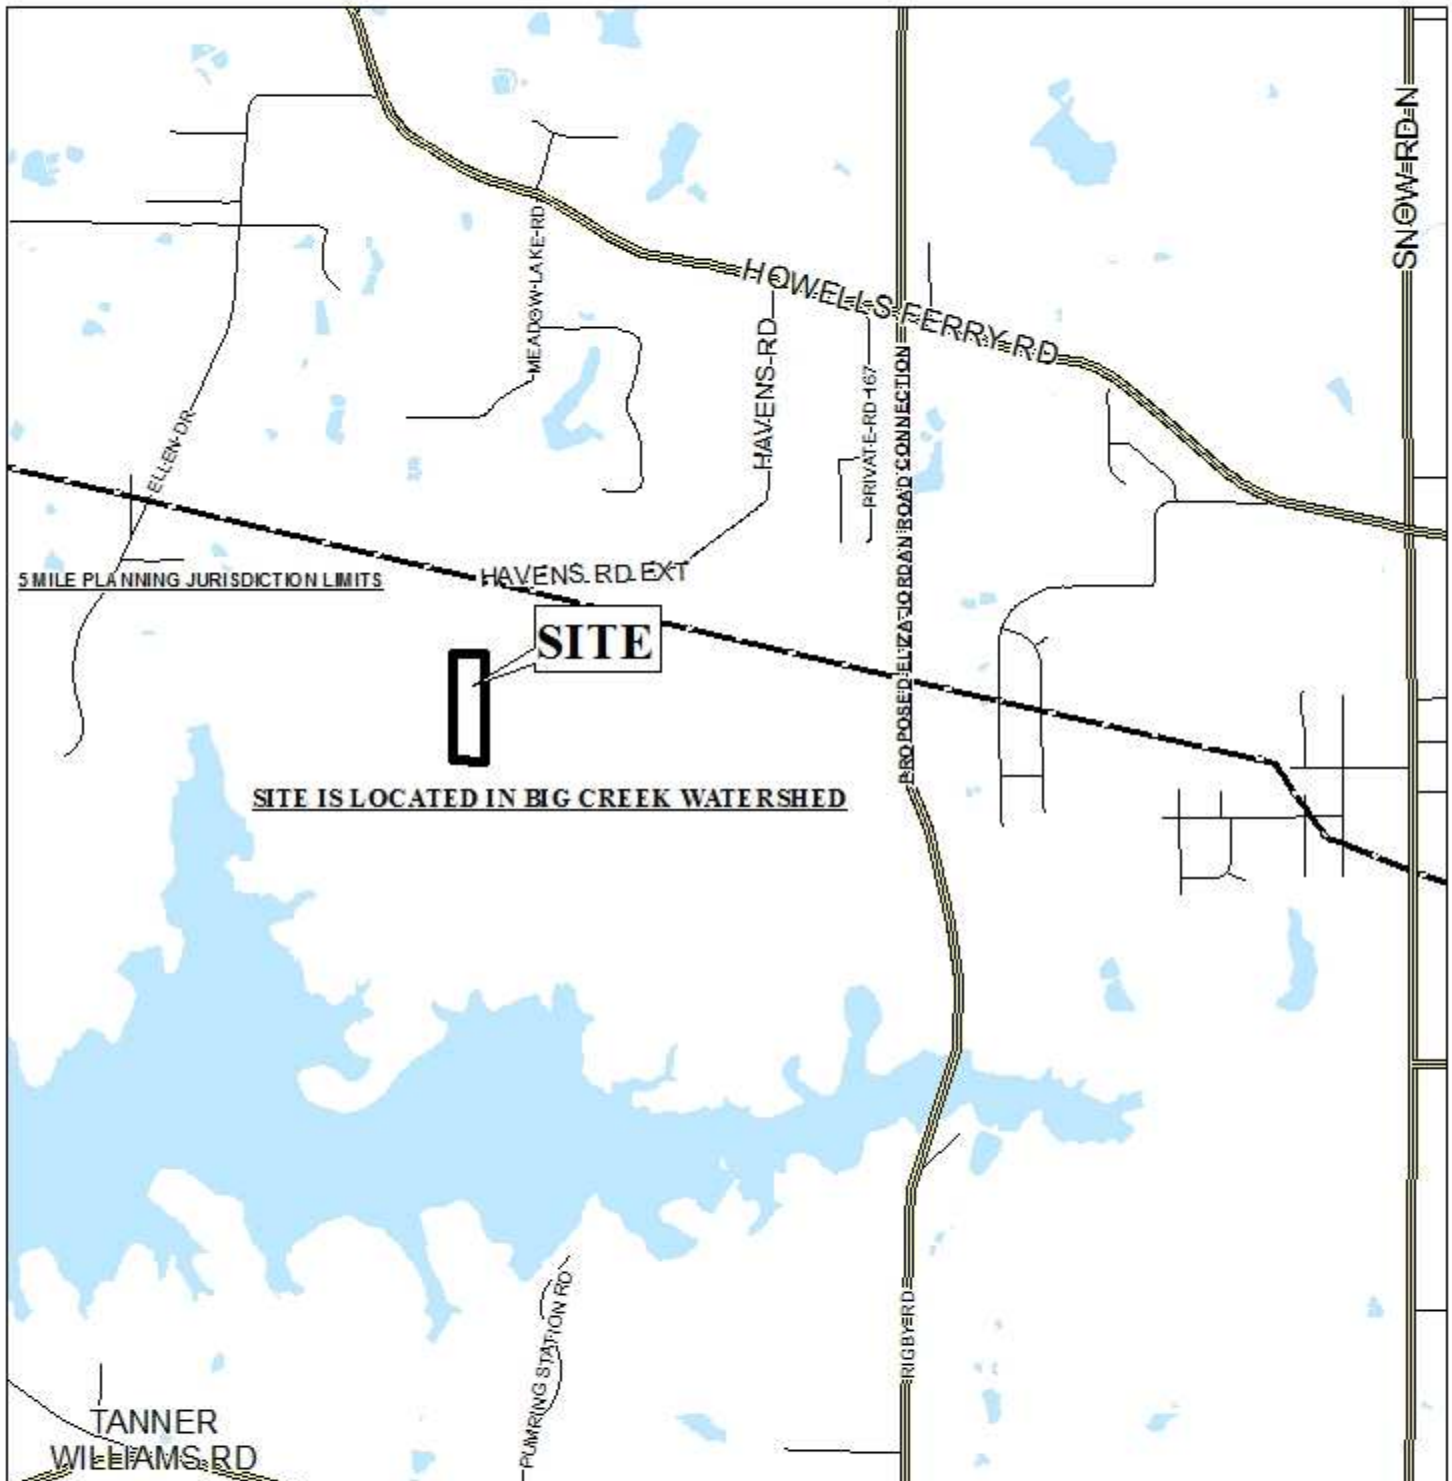 SNOW RD N
MEADOW LAKE RD
HOWELLS FERRY RD
HAVENS RD
PRIVATE RD 167
PROPOSED ELIZA JORDAN ROAD CONNECTION
ELLEN DR
HAVENS RD EXT
5 MILE PLANNING JURISDICTION LIMITS
SITE
SITE IS LOCATED IN BIG CREEK WATERSHED
PUMPING STATION RD
RIGBY RD
TANNER
WILLIAMS RD